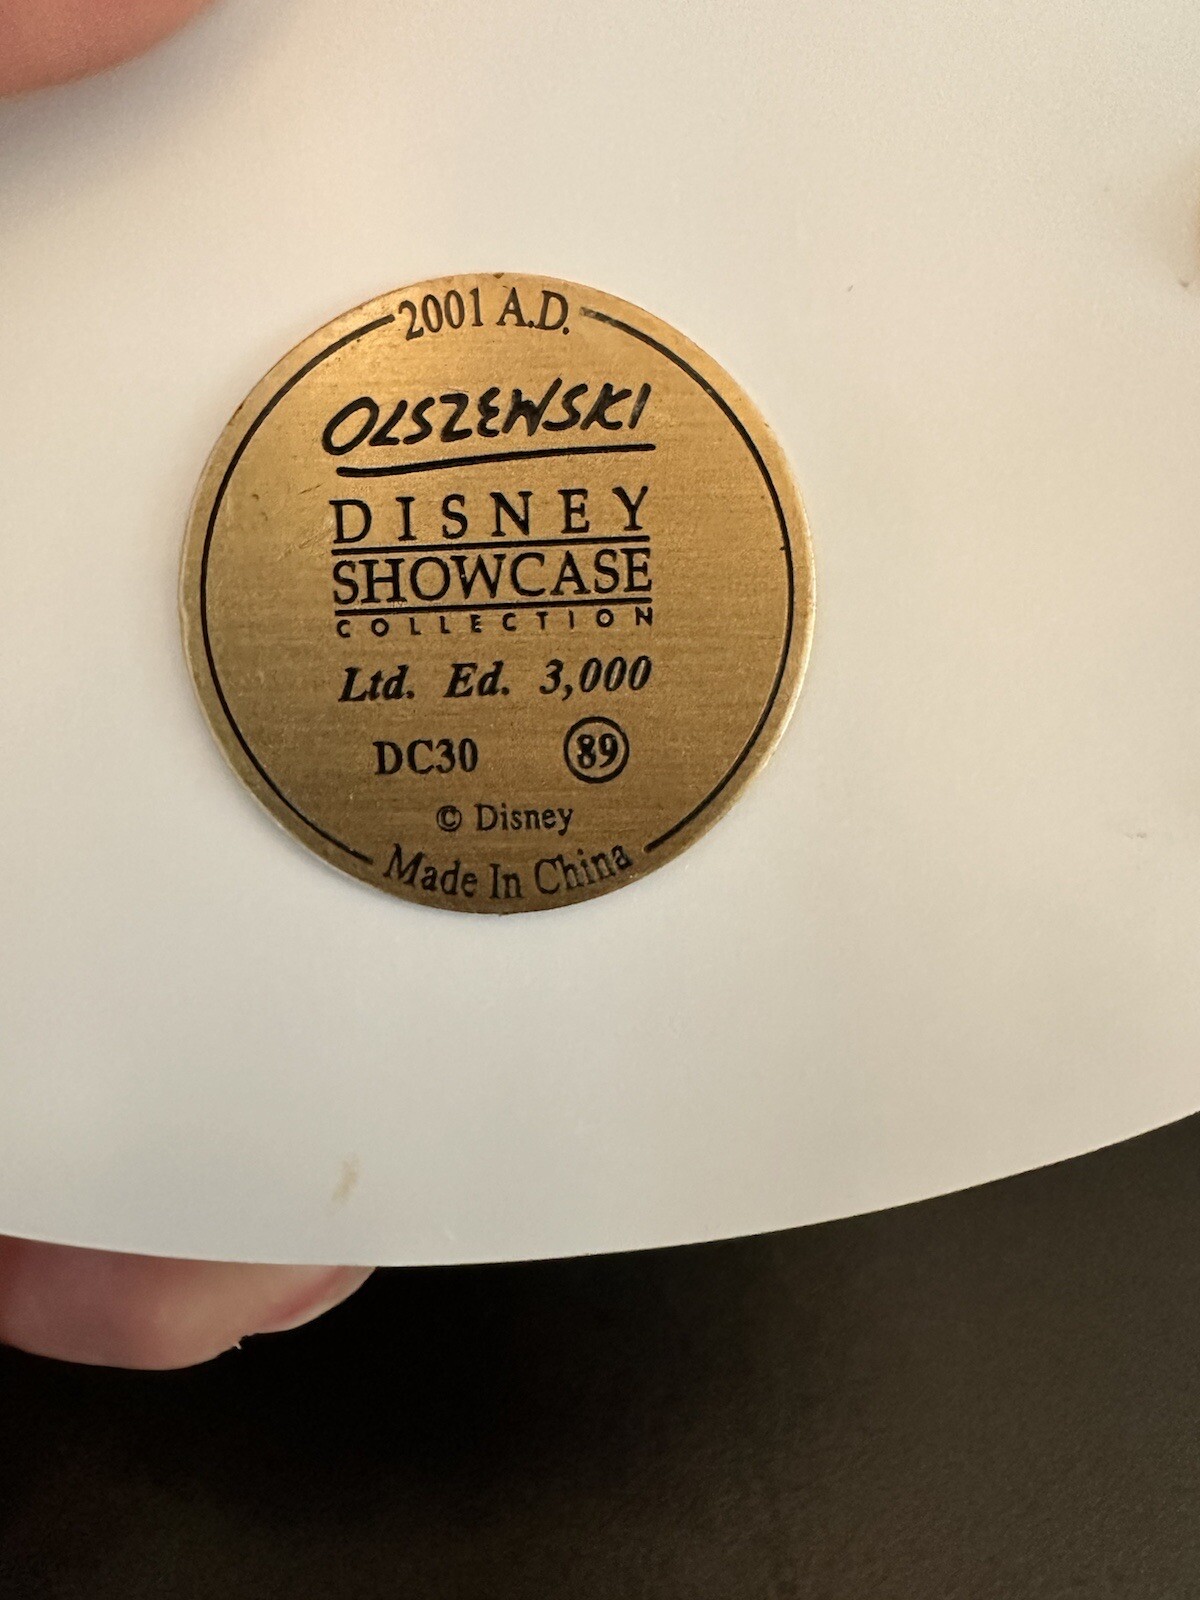 2001 A.D.
OLSZEWSKI
DISNEY
SHOWCASE
COLLECTION
Ltd. Ed. 3,000
DC30 89
© Disney
Made In China